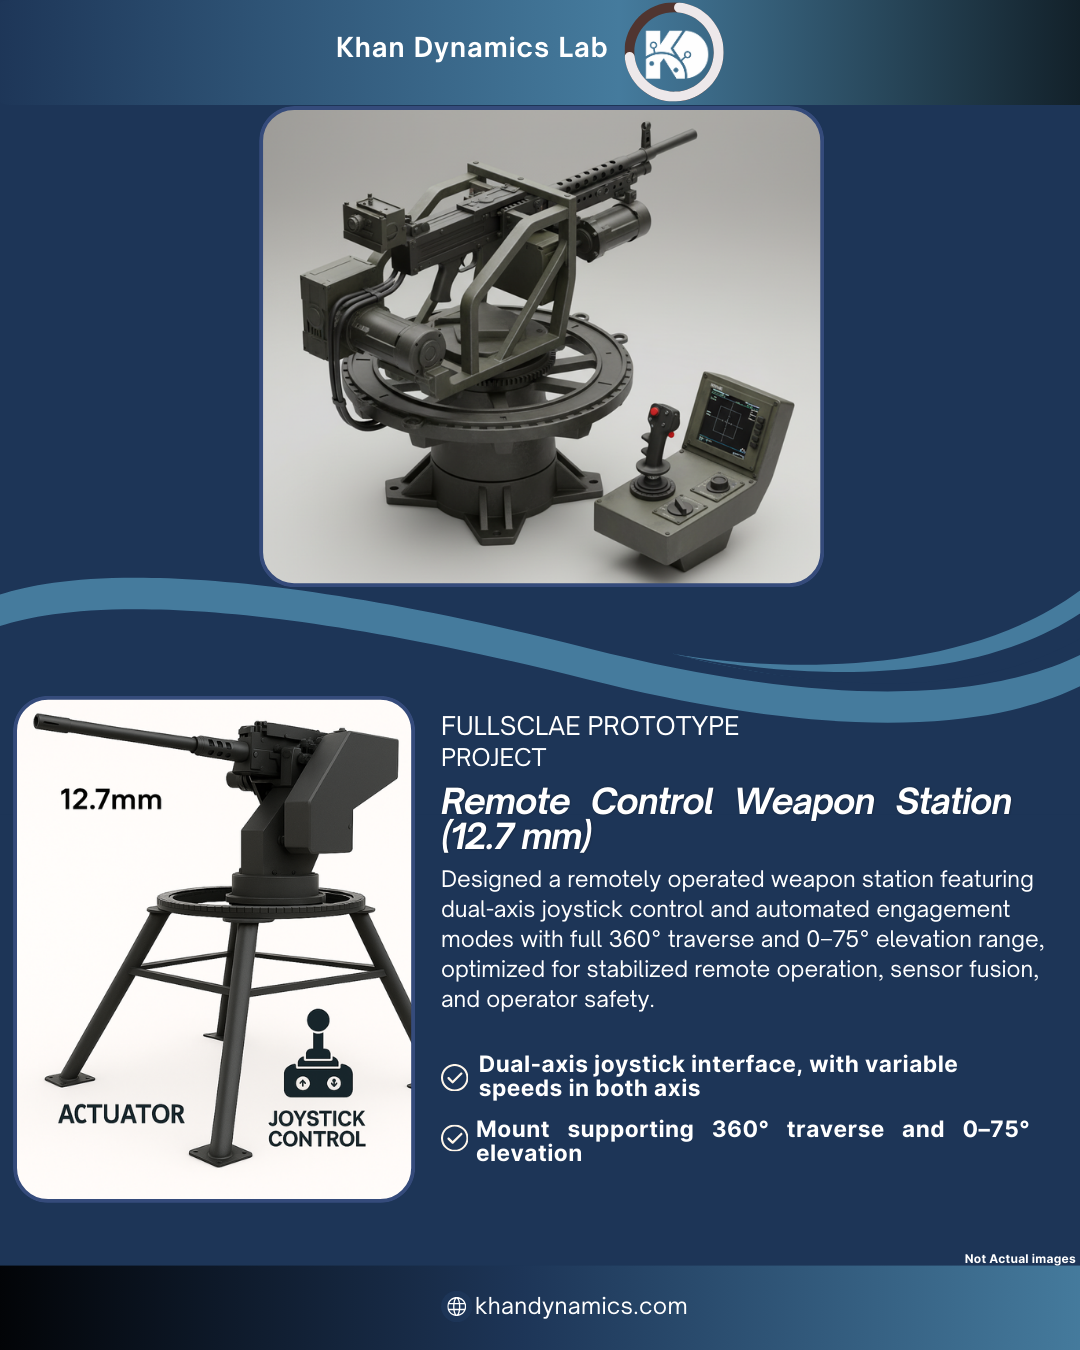 Khan Dynamics Lab
KD
12.7mm
ACTUATOR
JOYSTICK
CONTROL
FULLSCLAE PROTOTYPE
PROJECT
Remote Control Weapon Station
(12.7 mm)
Designed a remotely operated weapon station featuring
dual-axis joystick control and automated engagement
modes with full 360° traverse and 0–75° elevation range,
optimized for stabilized remote operation, sensor fusion,
and operator safety.
Dual-axis joystick interface, with variable
speeds in both axis
Mount supporting 360° traverse and 0–75°
elevation
Not Actual images
khandynamics.com